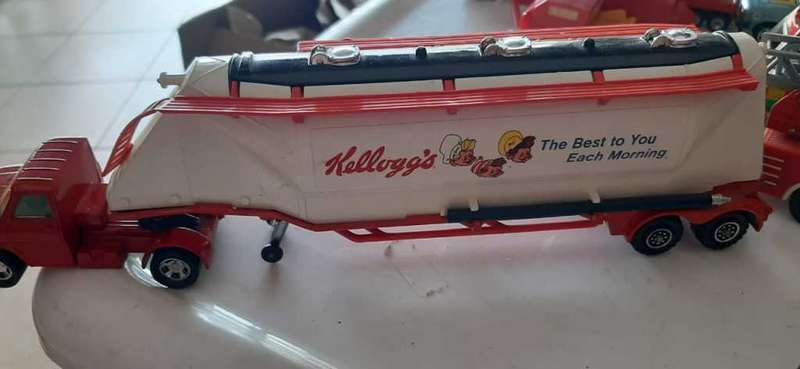 Kellogg's
The Best to You
Each Morning